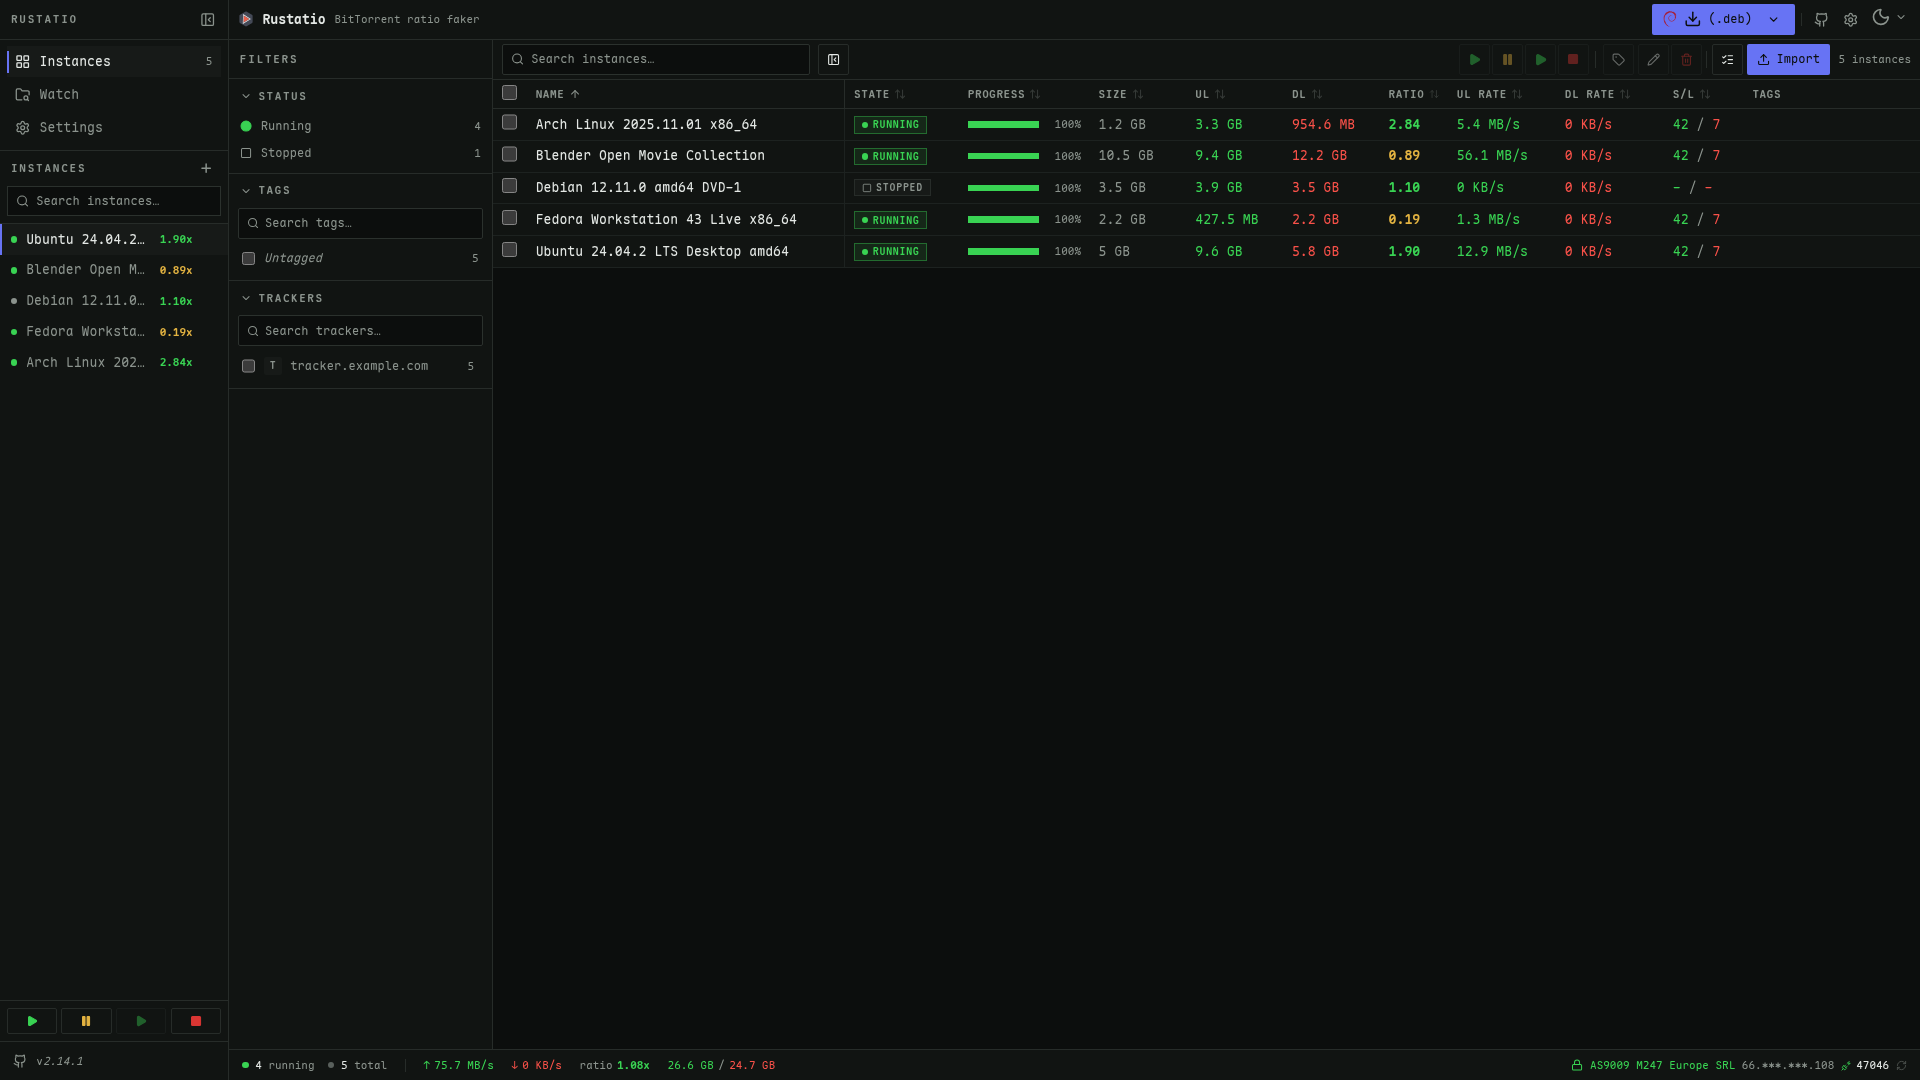 RUSTATIO
Instances 5
Watch
Settings
INSTANCES
Search instances…
Ubuntu 24.04.2… 1.90x
Blender Open M… 0.89x
Debian 12.11.0… 1.10x
Fedora Worksta… 0.19x
Arch Linux 202… 2.84x
v2.14.1
Rustatio BitTorrent ratio faker
(.deb)
FILTERS
STATUS
Running 4
Stopped 1
TAGS
Search tags…
Untagged 5
TRACKERS
Search trackers…
T tracker.example.com 5
Search instances…
Import 5 instances
NAME STATE PROGRESS SIZE UL DL RATIO UL RATE DL RATE S/L TAGS
Arch Linux 2025.11.01 x86_64 RUNNING 100% 1.2 GB 3.3 GB 954.6 MB 2.84 5.4 MB/s 0 KB/s 42 / 7
Blender Open Movie Collection RUNNING 100% 10.5 GB 9.4 GB 12.2 GB 0.89 56.1 MB/s 0 KB/s 42 / 7
Debian 12.11.0 amd64 DVD-1 STOPPED 100% 3.5 GB 3.9 GB 3.5 GB 1.10 0 KB/s 0 KB/s - / -
Fedora Workstation 43 Live x86_64 RUNNING 100% 2.2 GB 427.5 MB 2.2 GB 0.19 1.3 MB/s 0 KB/s 42 / 7
Ubuntu 24.04.2 LTS Desktop amd64 RUNNING 100% 5 GB 9.6 GB 5.8 GB 1.90 12.9 MB/s 0 KB/s 42 / 7
4 running 5 total ↑ 75.7 MB/s ↓ 0 KB/s ratio 1.08x 26.6 GB / 24.7 GB
AS9009 M247 Europe SRL 66.***.***.108 47046